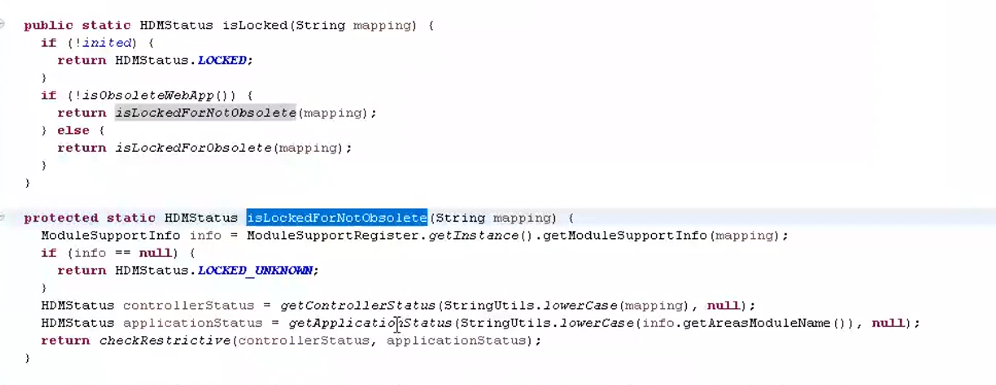 public static HDMStatus isLocked(String mapping) {
if (!inited) {
return HDMStatus.LOCKED;
}
if (!isObsoleteWebApp()) {
return isLockedForNotObsolete(mapping);
} else {
return isLockedForObsolete(mapping);
}
}
protected static HDMStatus isLockedForNotObsolete(String mapping) {
ModuleSupportInfo info = ModuleSupportRegister.getInstance().getModuleSupportInfo(mapping);
if (info == null) {
return HDMStatus.LOCKED_UNKNOWN;
}
HDMStatus controllerStatus = getControllerStatus(StringUtils.lowerCase(mapping), null);
HDMStatus applicationStatus = getApplicationStatus(StringUtils.lowerCase(info.getAreasModuleName()), null);
return checkRestrictive(controllerStatus, applicationStatus);
}